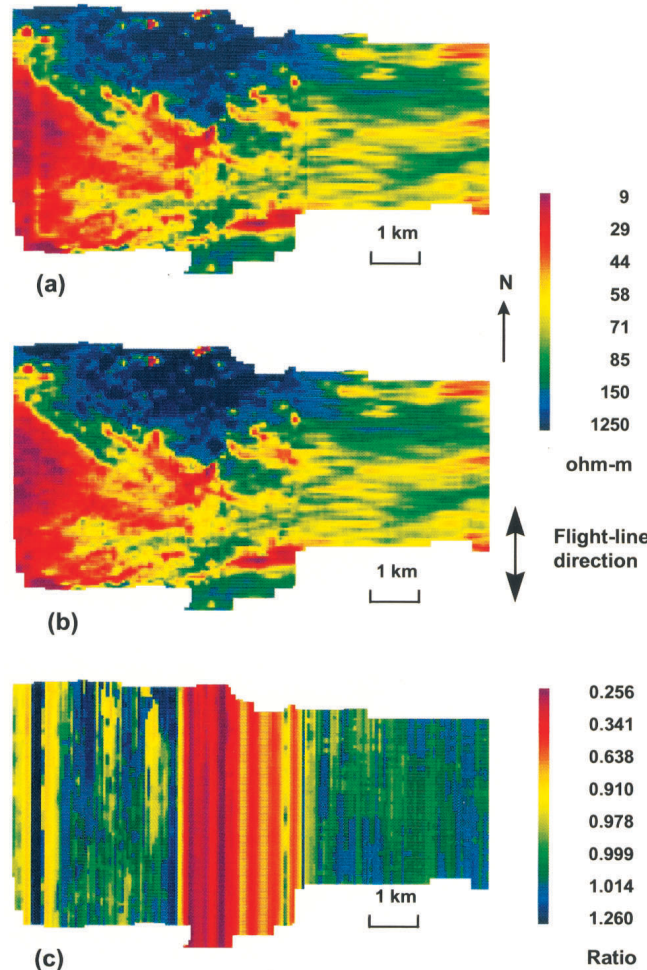 1 km
(a)
N
9
29
44
58
71
85
150
1250
ohm-m
1 km
Flight-line
direction
(b)
0.256
0.341
0.638
0.910
0.978
0.999
1.014
1.260
1 km
(c)
Ratio